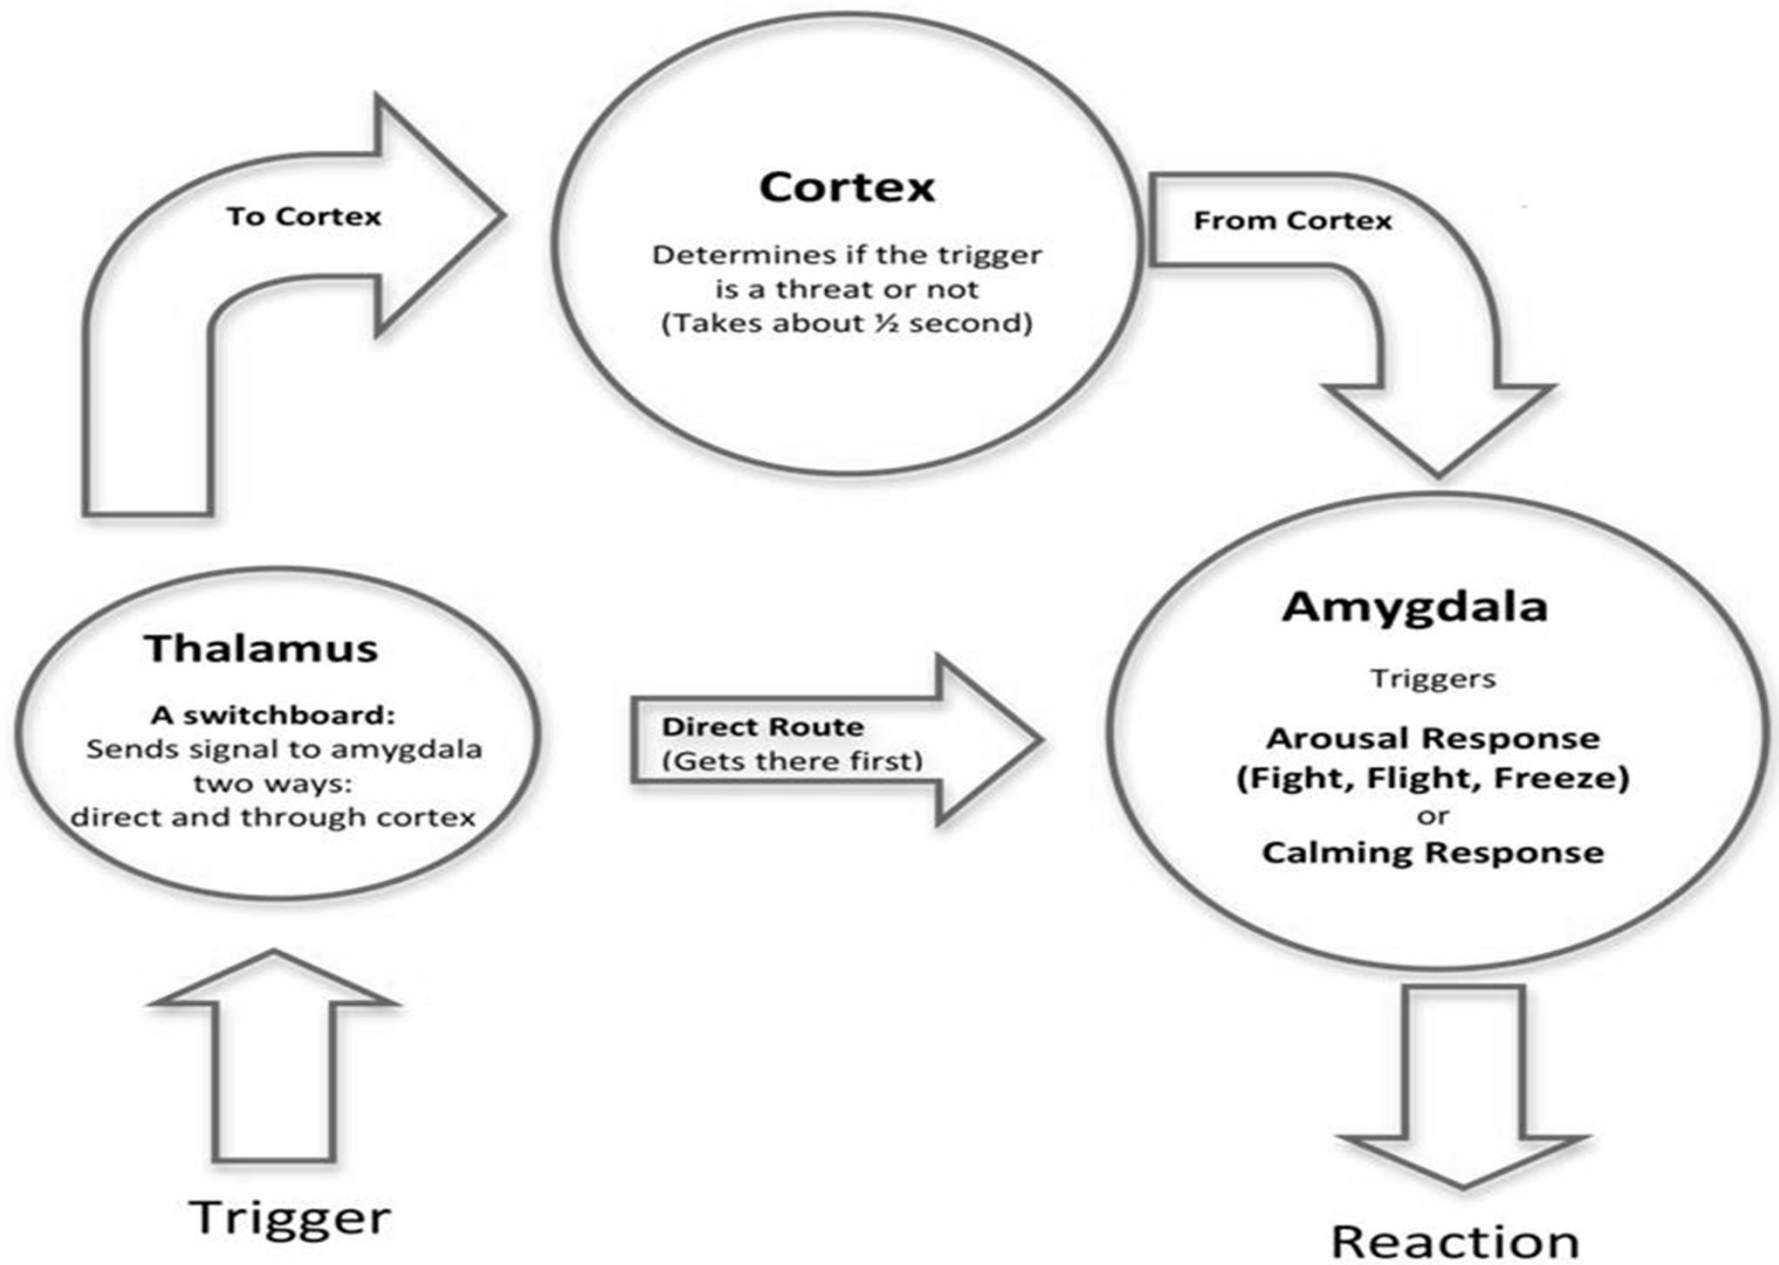 Cortex
Determines if the trigger
is a threat or not
(Takes about ½ second)
To Cortex
From Cortex
Thalamus
A switchboard:
Sends signal to amygdala
two ways:
direct and through cortex
Direct Route
(Gets there first)
Amygdala
Triggers
Arousal Response
(Fight, Flight, Freeze)
or
Calming Response
Trigger
Reaction